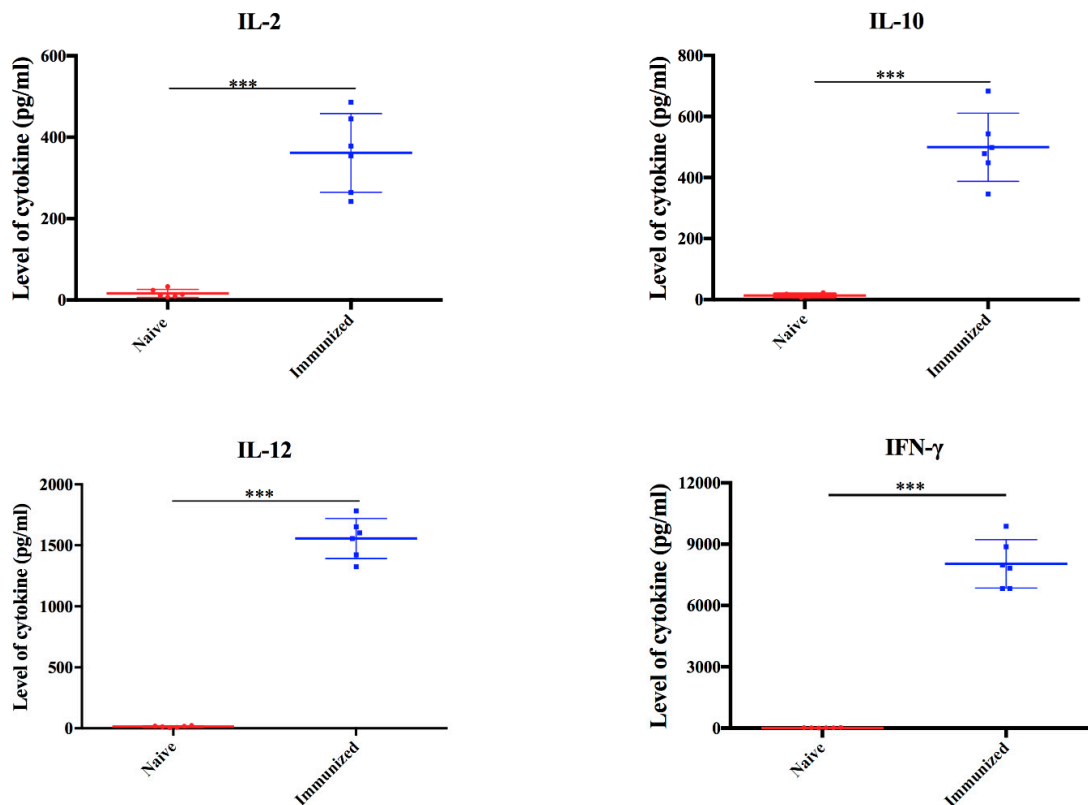 IL-2
Level of cytokine (pg/ml)
600
400
200
0
***
Naive
Immunized
IL-10
Level of cytokine (pg/ml)
800
600
400
200
0
***
Naive
Immunized
IL-12
Level of cytokine (pg/ml)
2000
1500
1000
500
0
***
Naive
Immunized
IFN-γ
Level of cytokine (pg/ml)
12000
9000
6000
3000
0
***
Naive
Immunized